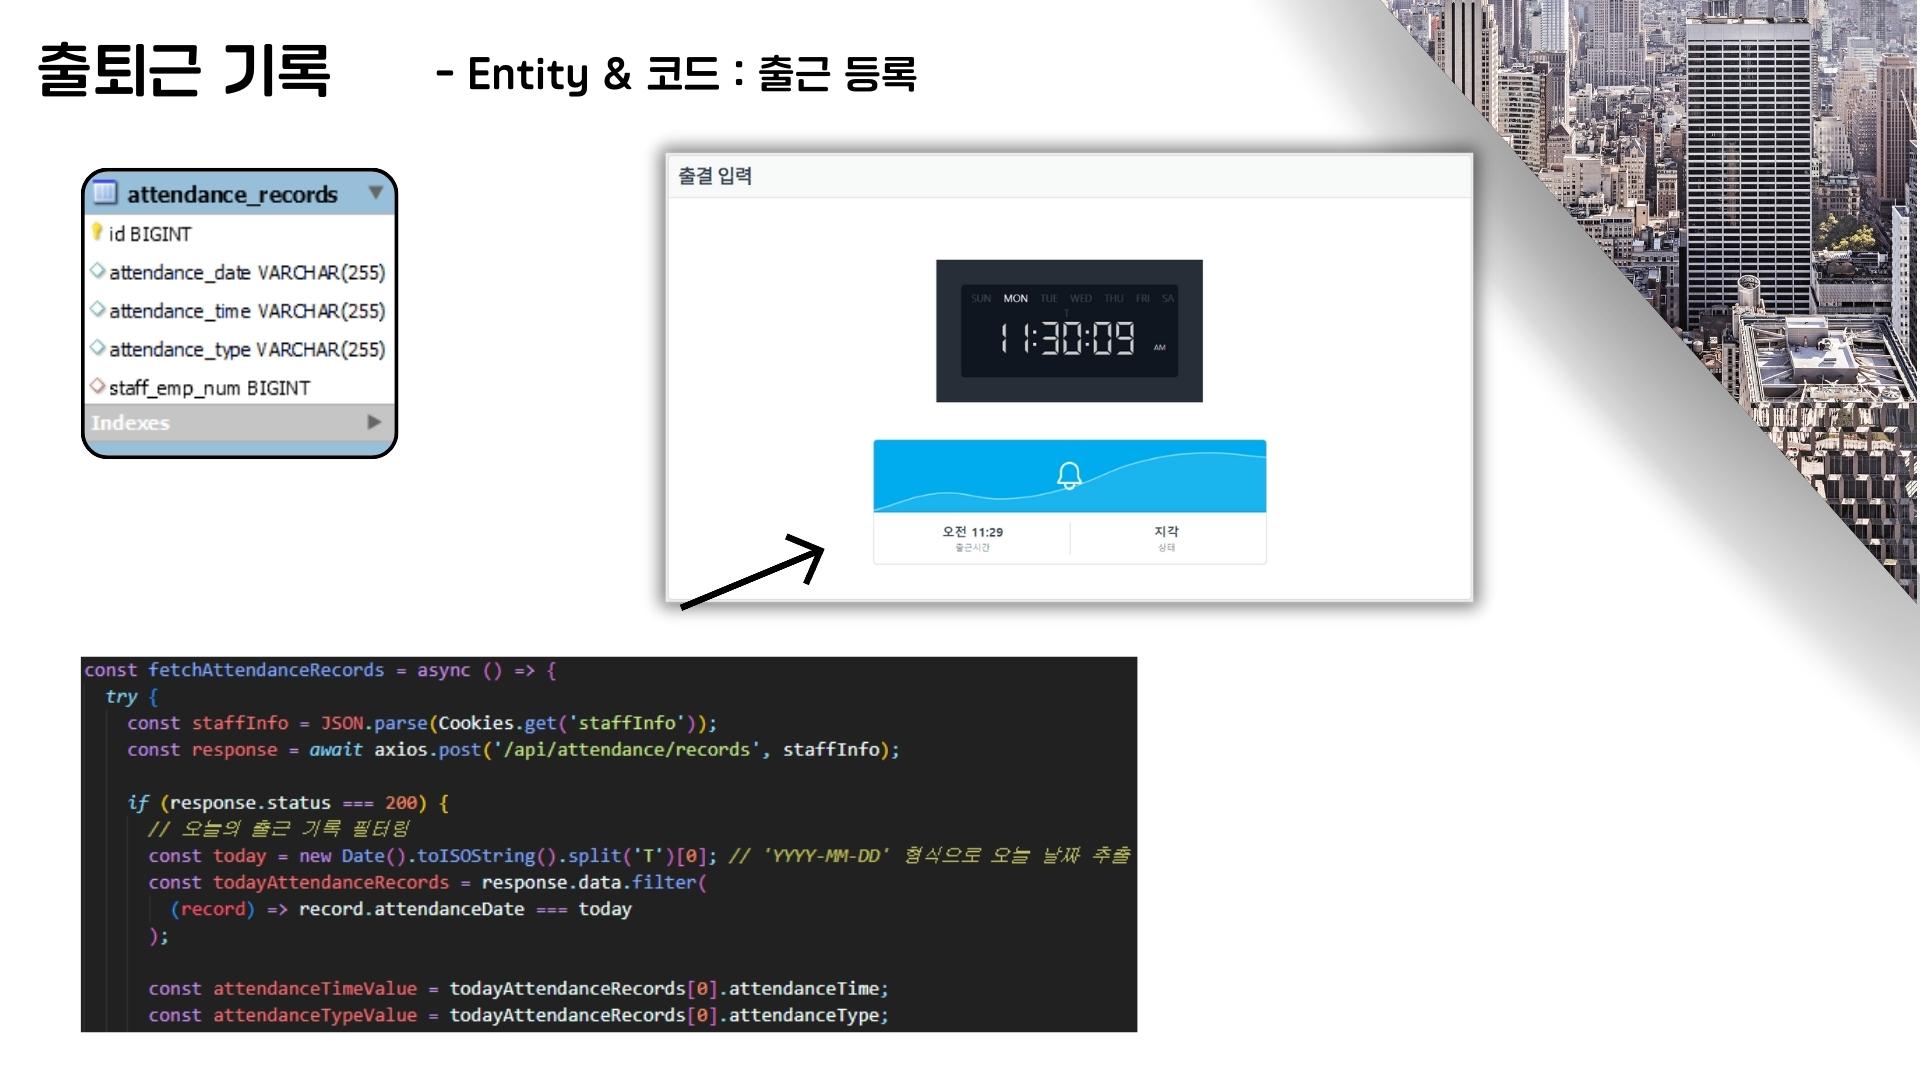 출퇴근 기록
- Entity & 코드 : 출근 등록
attendance_records
id BIGINT
attendance_date VARCHAR(255)
attendance_time VARCHAR(255)
attendance_type VARCHAR(255)
staff_emp_num BIGINT
Indexes
출결 입력
SUN MON TUE WED THU FRI SA
T
11:30:09 AM
오전 11:29
출근시간
지각
상태
const fetchAttendanceRecords = async () => {
try {
const staffInfo = JSON.parse(Cookies.get('staffInfo'));
const response = await axios.post('/api/attendance/records', staffInfo);
if (response.status === 200) {
// 오늘의 출근 기록 필터링
const today = new Date().toISOString().split('T')[0]; // 'YYYY-MM-DD' 형식으로 오늘 날짜 추출
const todayAttendanceRecords = response.data.filter(
(record) => record.attendanceDate === today
);
const attendanceTimeValue = todayAttendanceRecords[0].attendanceTime;
const attendanceTypeValue = todayAttendanceRecords[0].attendanceType;